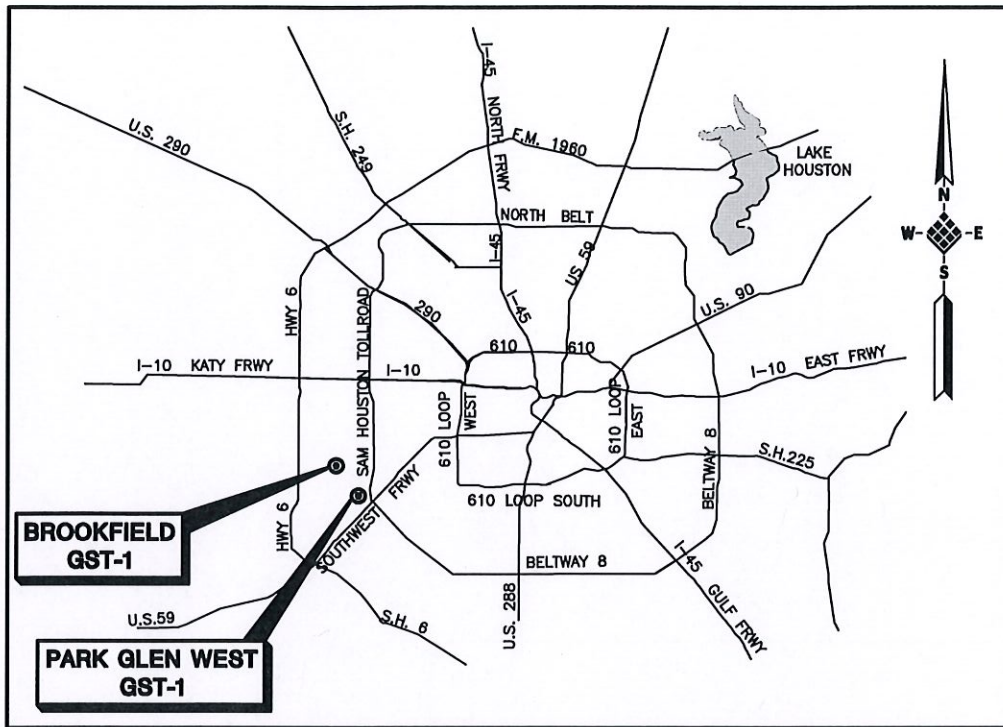 I-45
NORTH FRWY
S.H. 249
U.S. 290
F.M. 1960
LAKE
HOUSTON
N
W- -E
S
NORTH BELT
I-45
US 59
U.S. 90
HWY 6
SAM HOUSTON TOLLROAD
290
I-45
610
610
I-10 KATY FRWY
I-10
I-10 EAST FRWY
610 LOOP
WEST
610 LOOP
EAST
BELTWAY 8
S.H.225
610 LOOP SOUTH
BROOKFIELD
GST-1
HWY 6
SOUTHWEST FRWY
BELTWAY 8
I-45 GULF FRWY
U.S.59
S.H. 6
U.S. 288
PARK GLEN WEST
GST-1